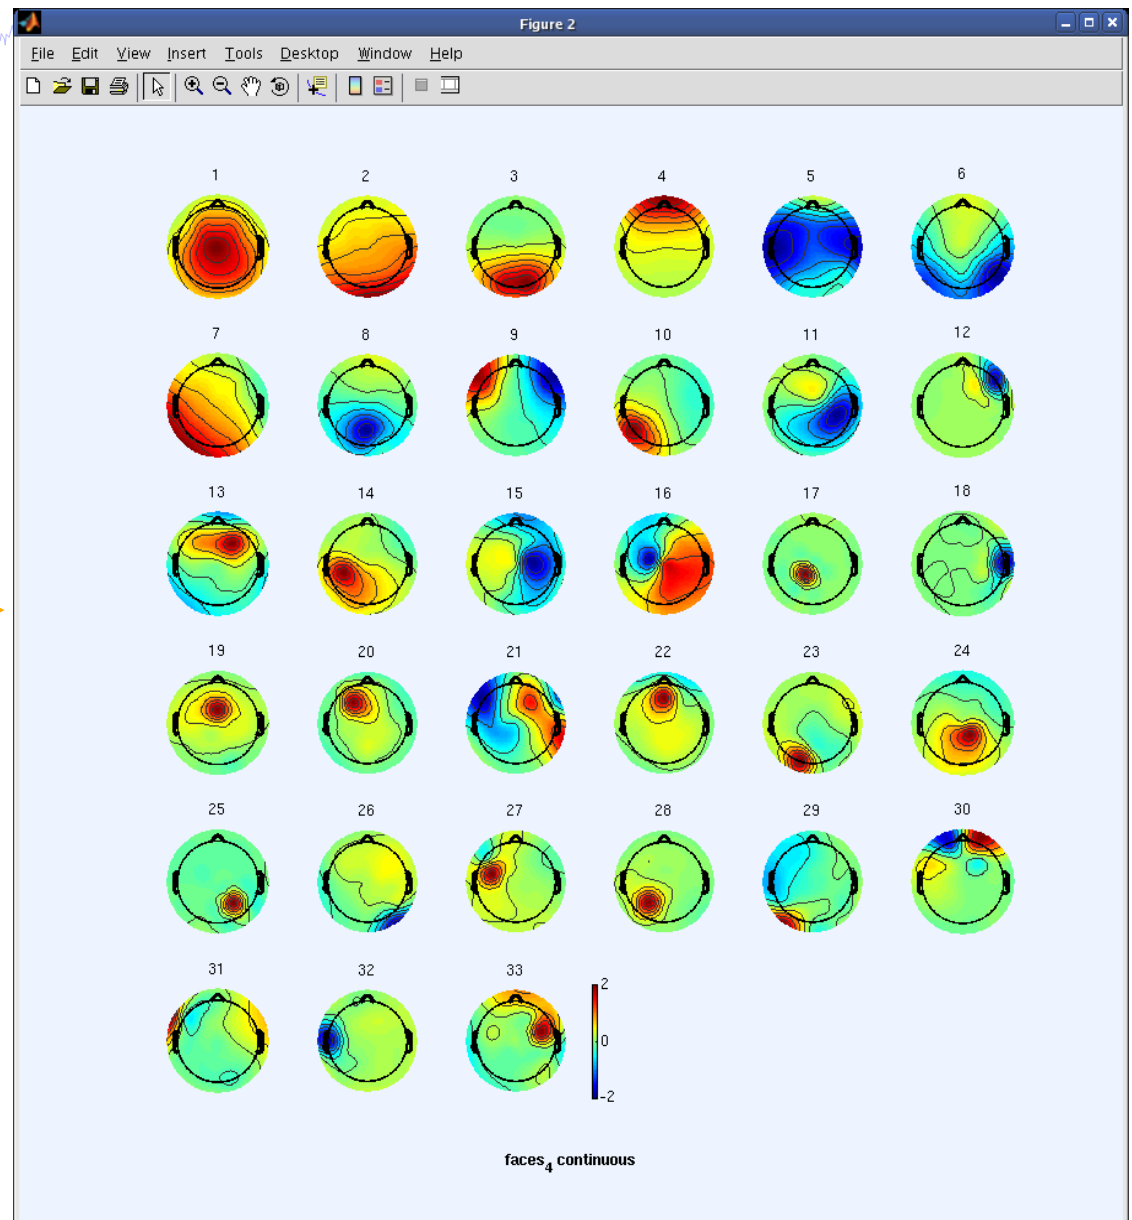 Figure 2
File Edit View Insert Tools Desktop Window Help
1 2 3 4 5 6
7 8 9 10 11 12
13 14 15 16 17 18
19 20 21 22 23 24
25 26 27 28 29 30
31 32 33
2
0
-2
faces4 continuous